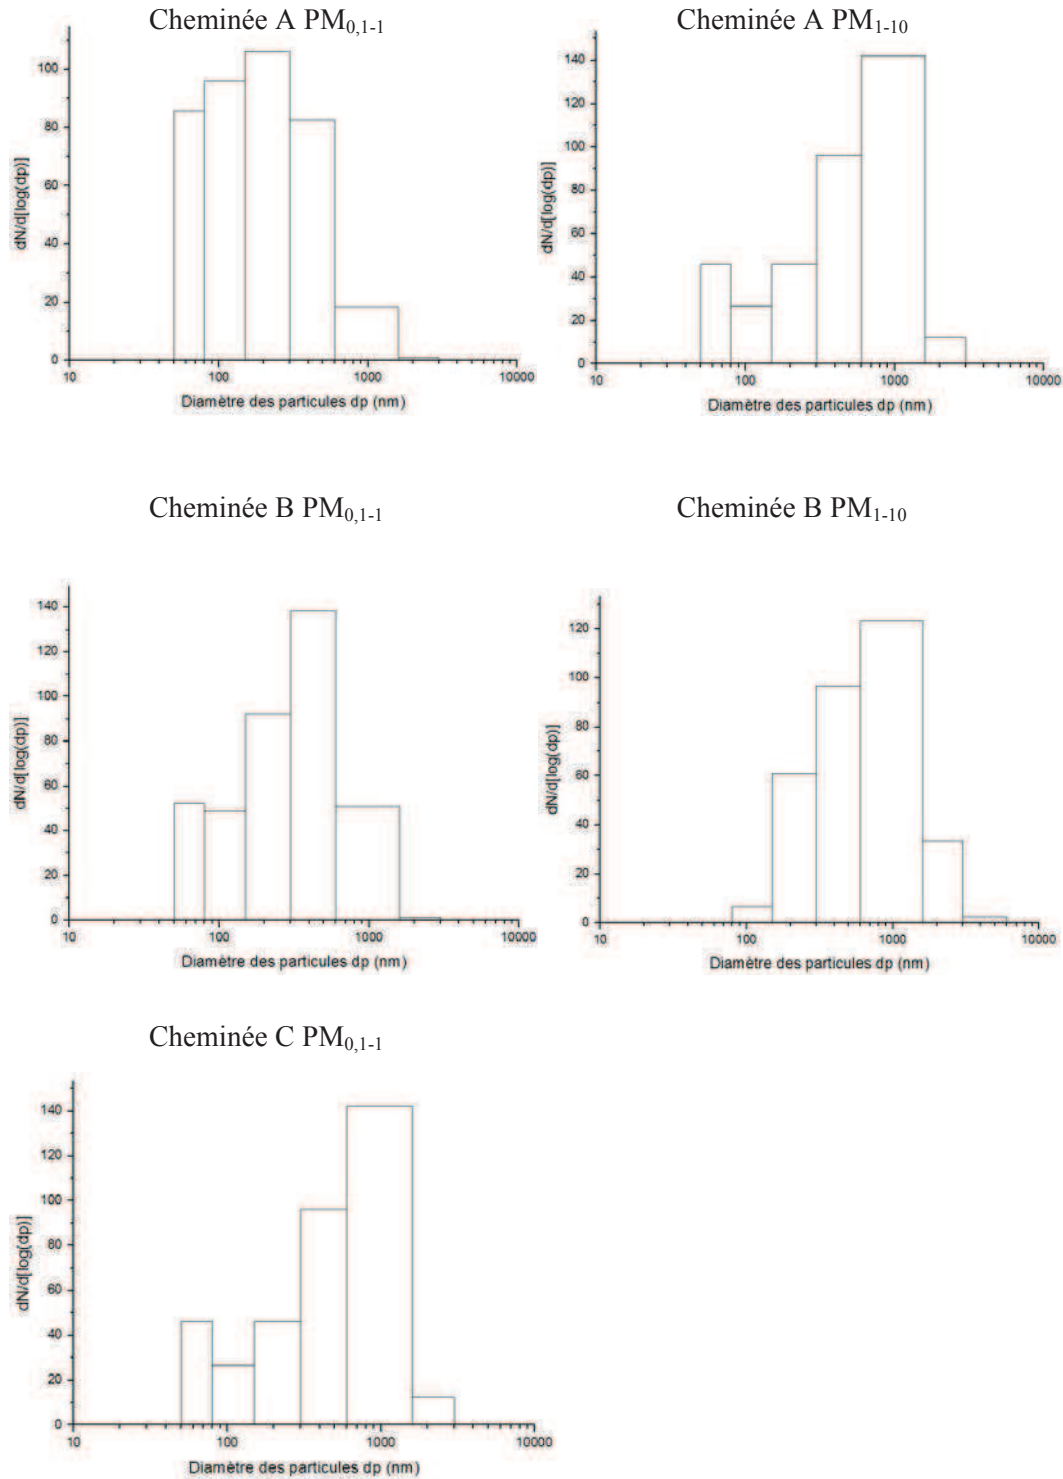 Cheminée A PM0,1-1
dN/d[log(dp)]
100
80
60
40
20
0
10 100 1000 10000
Diamètre des particules dp (nm)
Cheminée A PM1-10
dN/d[log(dp)]
140
120
100
80
60
40
20
0
10 100 1000 10000
Diamètre des particules dp (nm)
Cheminée B PM0,1-1
dN/d[log(dp)]
140
120
100
80
60
40
20
0
10 100 1000 10000
Diamètre des particules dp (nm)
Cheminée B PM1-10
dN/d[log(dp)]
120
100
80
60
40
20
0
10 100 1000 10000
Diamètre des particules dp (nm)
Cheminée C PM0,1-1
dN/d[log(dp)]
140
120
100
80
60
40
20
0
10 100 1000 10000
Diamètre des particules dp (nm)